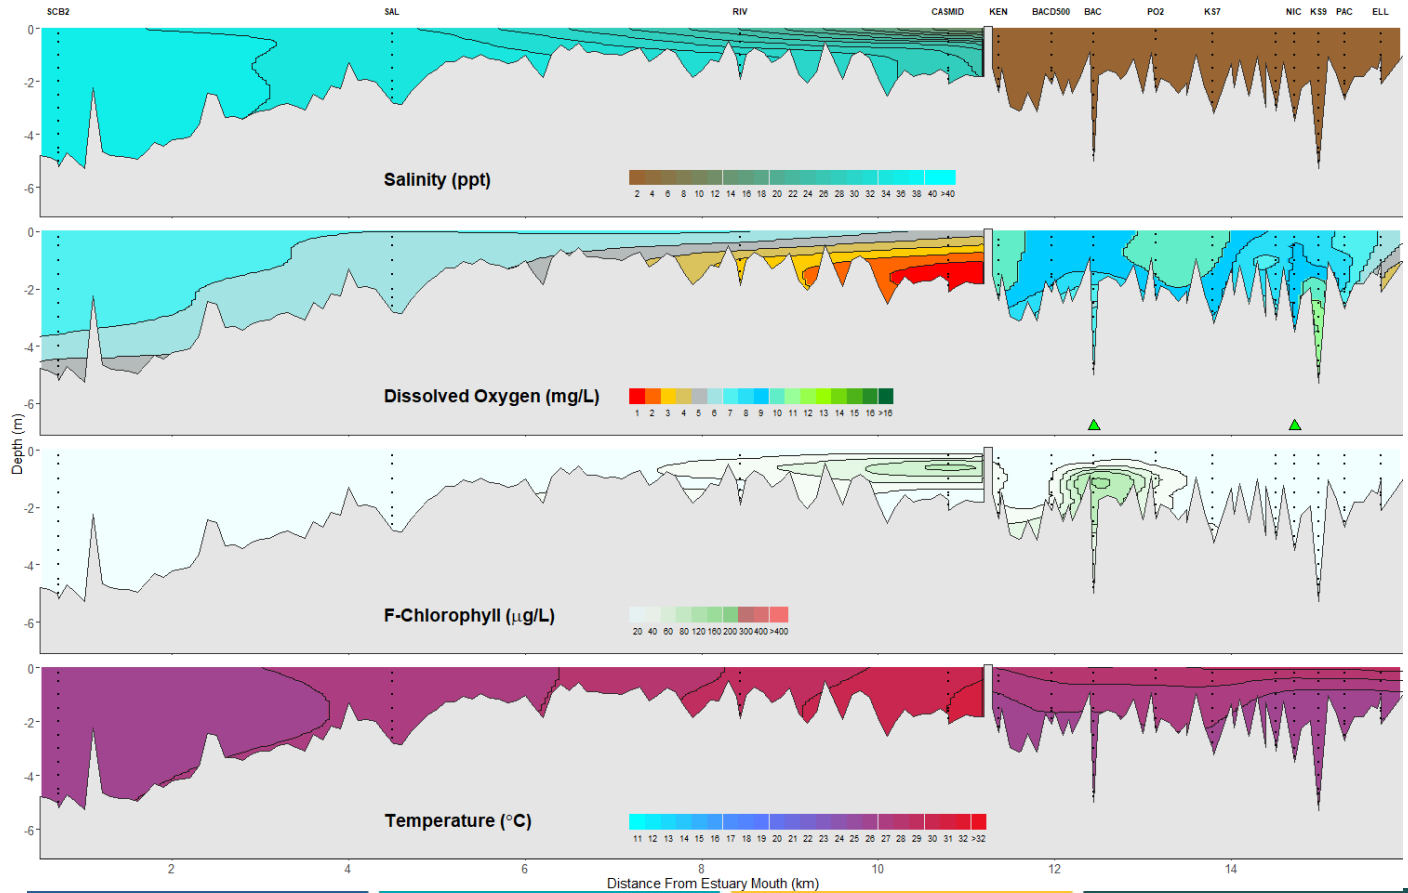 SCB2 SAL RIV CASMID KEN BACD500 BAC PO2 KS7 NIC KS9 PAC ELL
0
-2
-4
-6
Salinity (ppt)
2 4 6 8 10 12 14 16 18 20 22 24 26 28 30 32 34 36 38 40 >40
0
-2
-4
-6
Dissolved Oxygen (mg/L)
1 2 3 4 5 6 7 8 9 10 11 12 13 14 15 16 >16
Depth (m)
0
-2
-4
-6
F-Chlorophyll (μg/L)
20 40 60 80 120 160 200 300 400 >400
0
-2
-4
-6
Temperature (°C)
11 12 13 14 15 16 17 18 19 20 21 22 23 24 25 26 27 28 29 30 31 32 >32
2 4 6 8 10 12 14
Distance From Estuary Mouth (km)